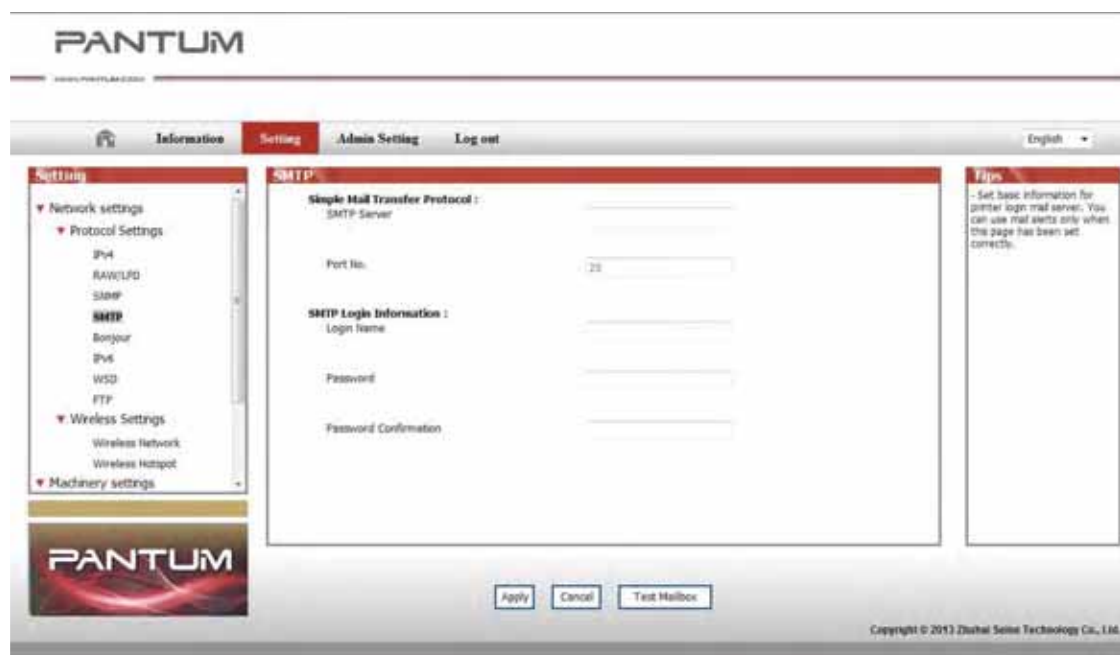 PANTUM
Information Setting Admin Setting Log out English
Setting
Network settings
Protocol Settings
IPv4
RAW/LPD
SNMP
SMTP
Bonjour
IPv6
WSD
FTP
Wireless Settings
Wireless Network
Wireless Hotspot
Machinery settings
PANTUM
SMTP
Simple Mail Transfer Protocol :
SMTP Server
Port No. 25
SMTP Login Information :
Login Name
Password
Password Confirmation
Tips
- Set basic information for
printer login mail server. You
can use mail alerts only when
this page has been set
correctly.
Apply Cancel Test Mailbox
Copyright © 2013 Zhuhai Seine Technology Co., Ltd.